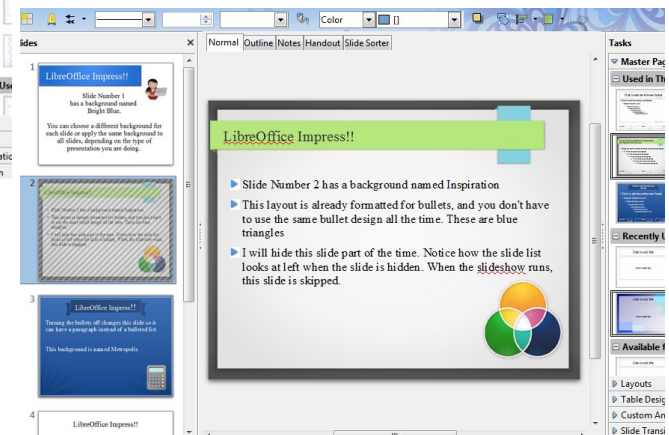 Color
[]
ides
Normal Outline Notes Handout Slide Sorter
Tasks
1
LibreOffice Impress!!
Slide Number 1
has a background named
Bright Blue.
You can choose a different background for
each slide or apply the same background to
all slides, depending on the type of
presentation you are doing.
2
3
LibreOffice Impress!!
Turning the bullets off changes this slide so it
can have a paragraph instead of a bulleted list.
This background is named Metropolis.
4
LibreOffice Impress!!
LibreOffice Impress!!
Slide Number 2 has a background named Inspiration
This layout is already formatted for bullets, and you don't have
to use the same bullet design all the time. These are blue
triangles
I will hide this slide part of the time. Notice how the slide list
looks at left when the slide is hidden. When the slideshow runs,
this slide is skipped.
Master Pag
Used in Th
Recently U
Available f
Layouts
Table Desig
Custom An
Slide Transi